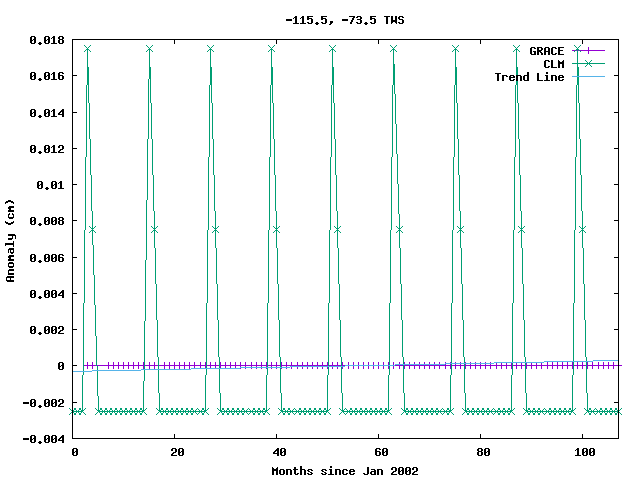 -115.5, -73.5 TWS
0.018
0.016
0.014
0.012
0.01
0.008
0.006
0.004
0.002
0
-0.002
-0.004
Anomaly (cm)
GRACE
CLM
Trend Line
0 20 40 60 80 100
Months since Jan 2002